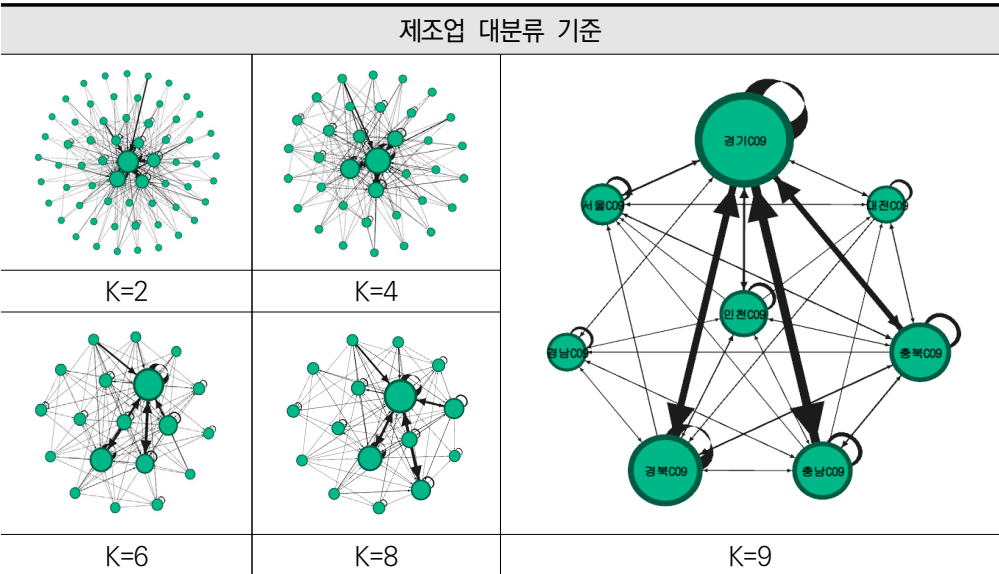 제조업 대분류 기준
K=2
K=4
K=6
K=8
경기C09
서울C09
대전C09
인천C09
경남C09
충북C09
경북C09
충남C09
K=9